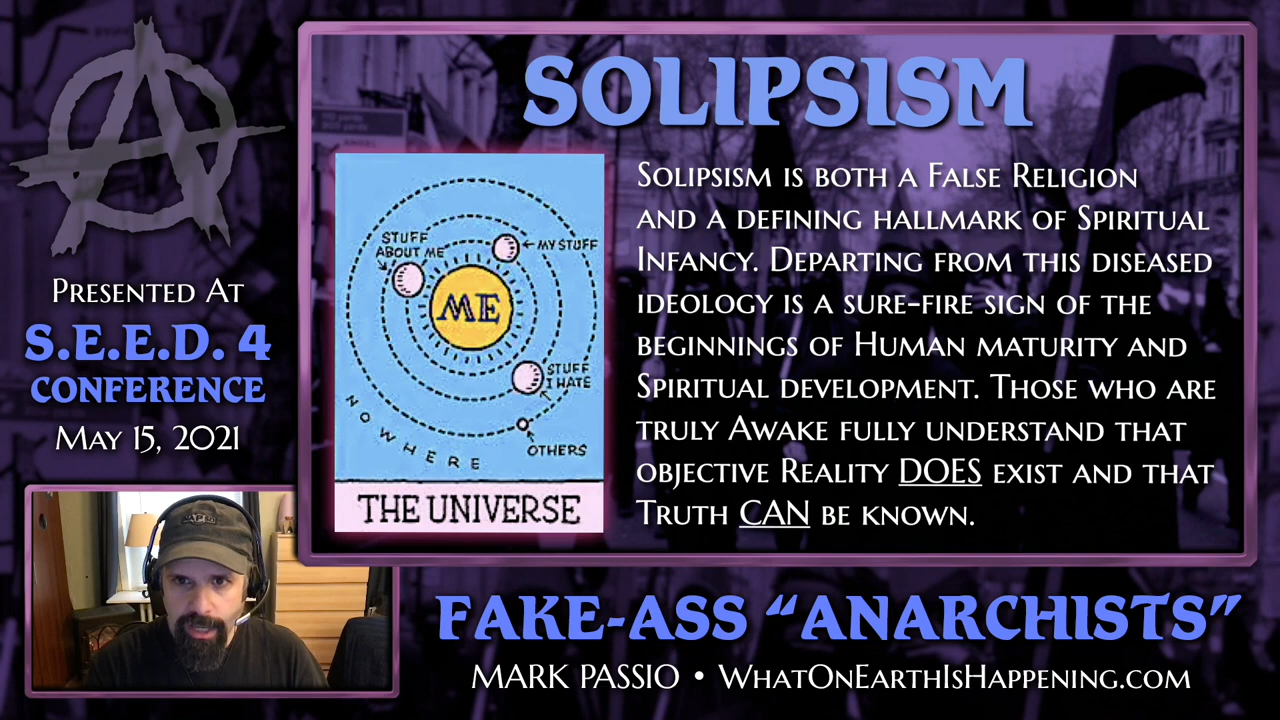 SOLIPSISM
STUFF
ABOUT ME
MY STUFF
ME
STUFF
I HATE
NOWHERE
OTHERS
THE UNIVERSE
Solipsism is both a False Religion
and a defining hallmark of Spiritual
Infancy. Departing from this diseased
ideology is a sure-fire sign of the
beginnings of Human maturity and
Spiritual development. Those who are
truly Awake fully understand that
objective Reality DOES exist and that
Truth CAN be known.
Presented At
S.E.E.D. 4
CONFERENCE
May 15, 2021
FAKE-ASS “ANARCHISTS”
MARK PASSIO • WhatOnEarthIsHappening.com